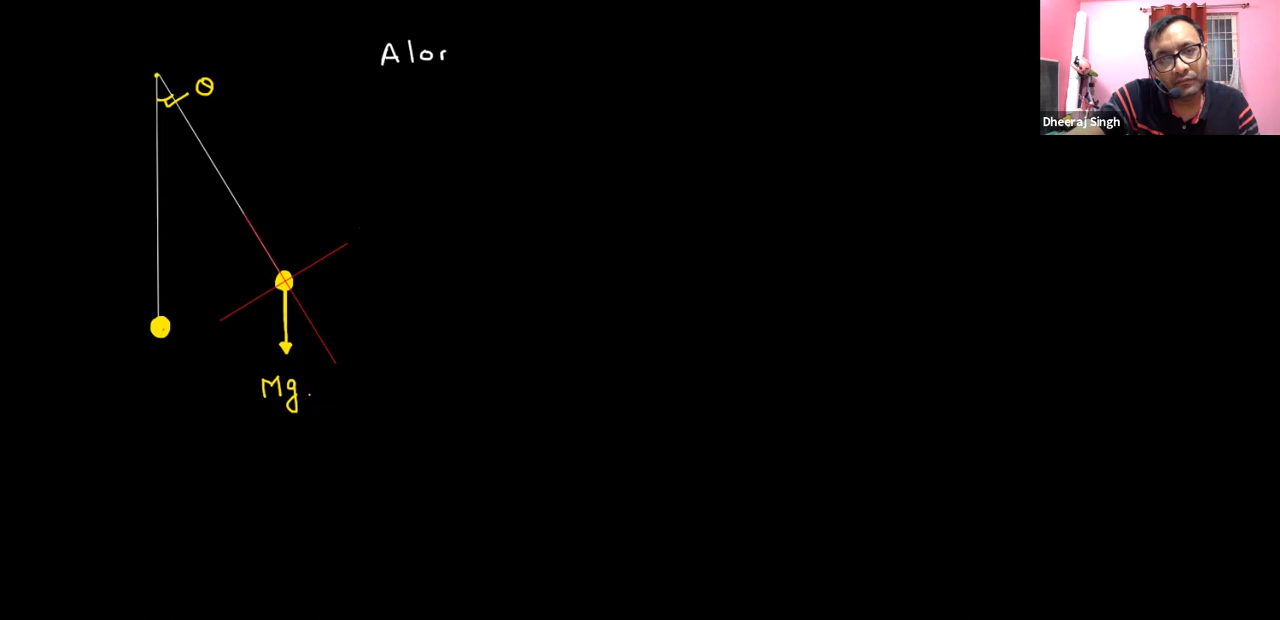 Alor
θ
Dheeraj Singh
Mg.